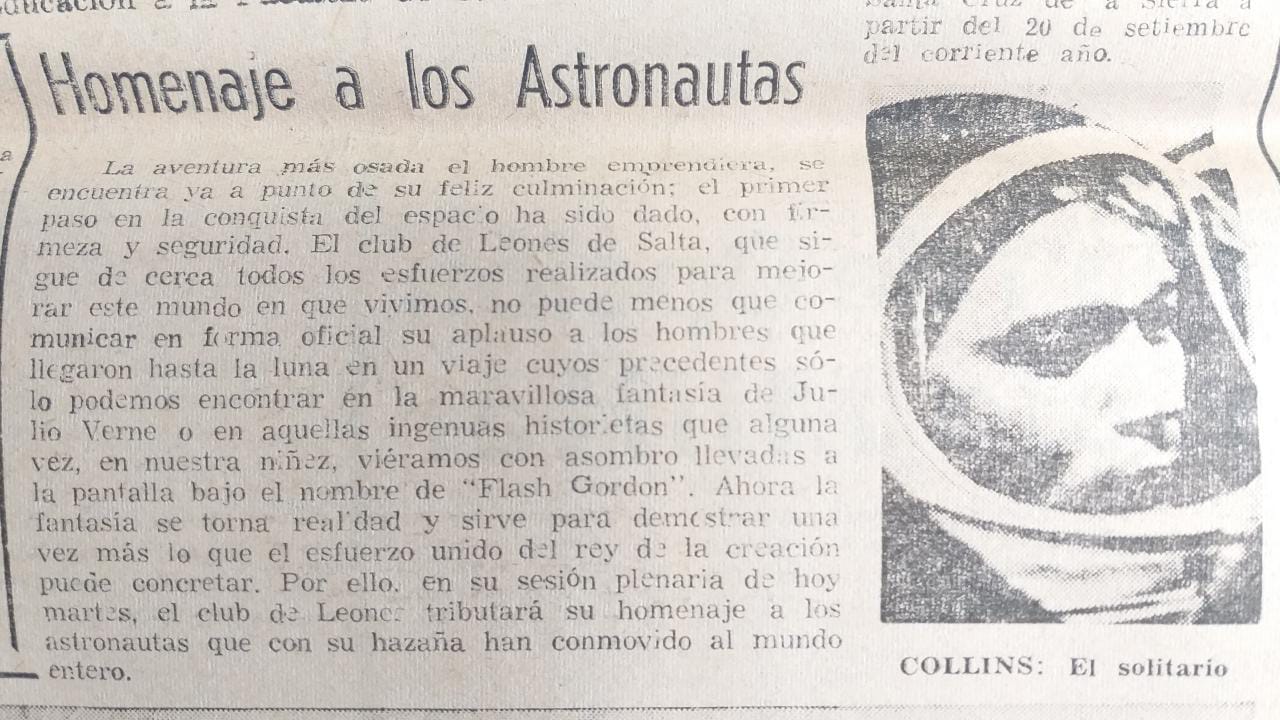 partir del 20 de setiembre
del corriente año.
Homenaje a los Astronautas
La aventura más osada el hombre emprendiera, se
encuentra ya a punto de su feliz culminación; el primer
paso en la conquista del espacio ha sido dado, con fir-
meza y seguridad. El club de Leones de Salta, que si-
gue de cerca todos los esfuerzos realizados para mejo-
rar este mundo en que vivimos, no puede menos que co-
municar en forma oficial su aplauso a los hombres que
llegaron hasta la luna en un viaje cuyos precedentes só-
lo podemos encontrar en la maravillosa fantasía de Ju-
lio Verne o en aquellas ingenuas historietas que alguna
vez, en nuestra niñez, viéramos con asombro llevadas a
la pantalla bajo el nombre de "Flash Gordon". Ahora la
fantasía se torna realidad y sirve para demostrar una
vez más lo que el esfuerzo unido del rey de la creación
puede concretar. Por ello, en su sesión plenaria de hoy
martes, el club de Leones tributará su homenaje a los
astronautas que con su hazaña han conmovido al mundo
entero.
COLLINS: El solitario